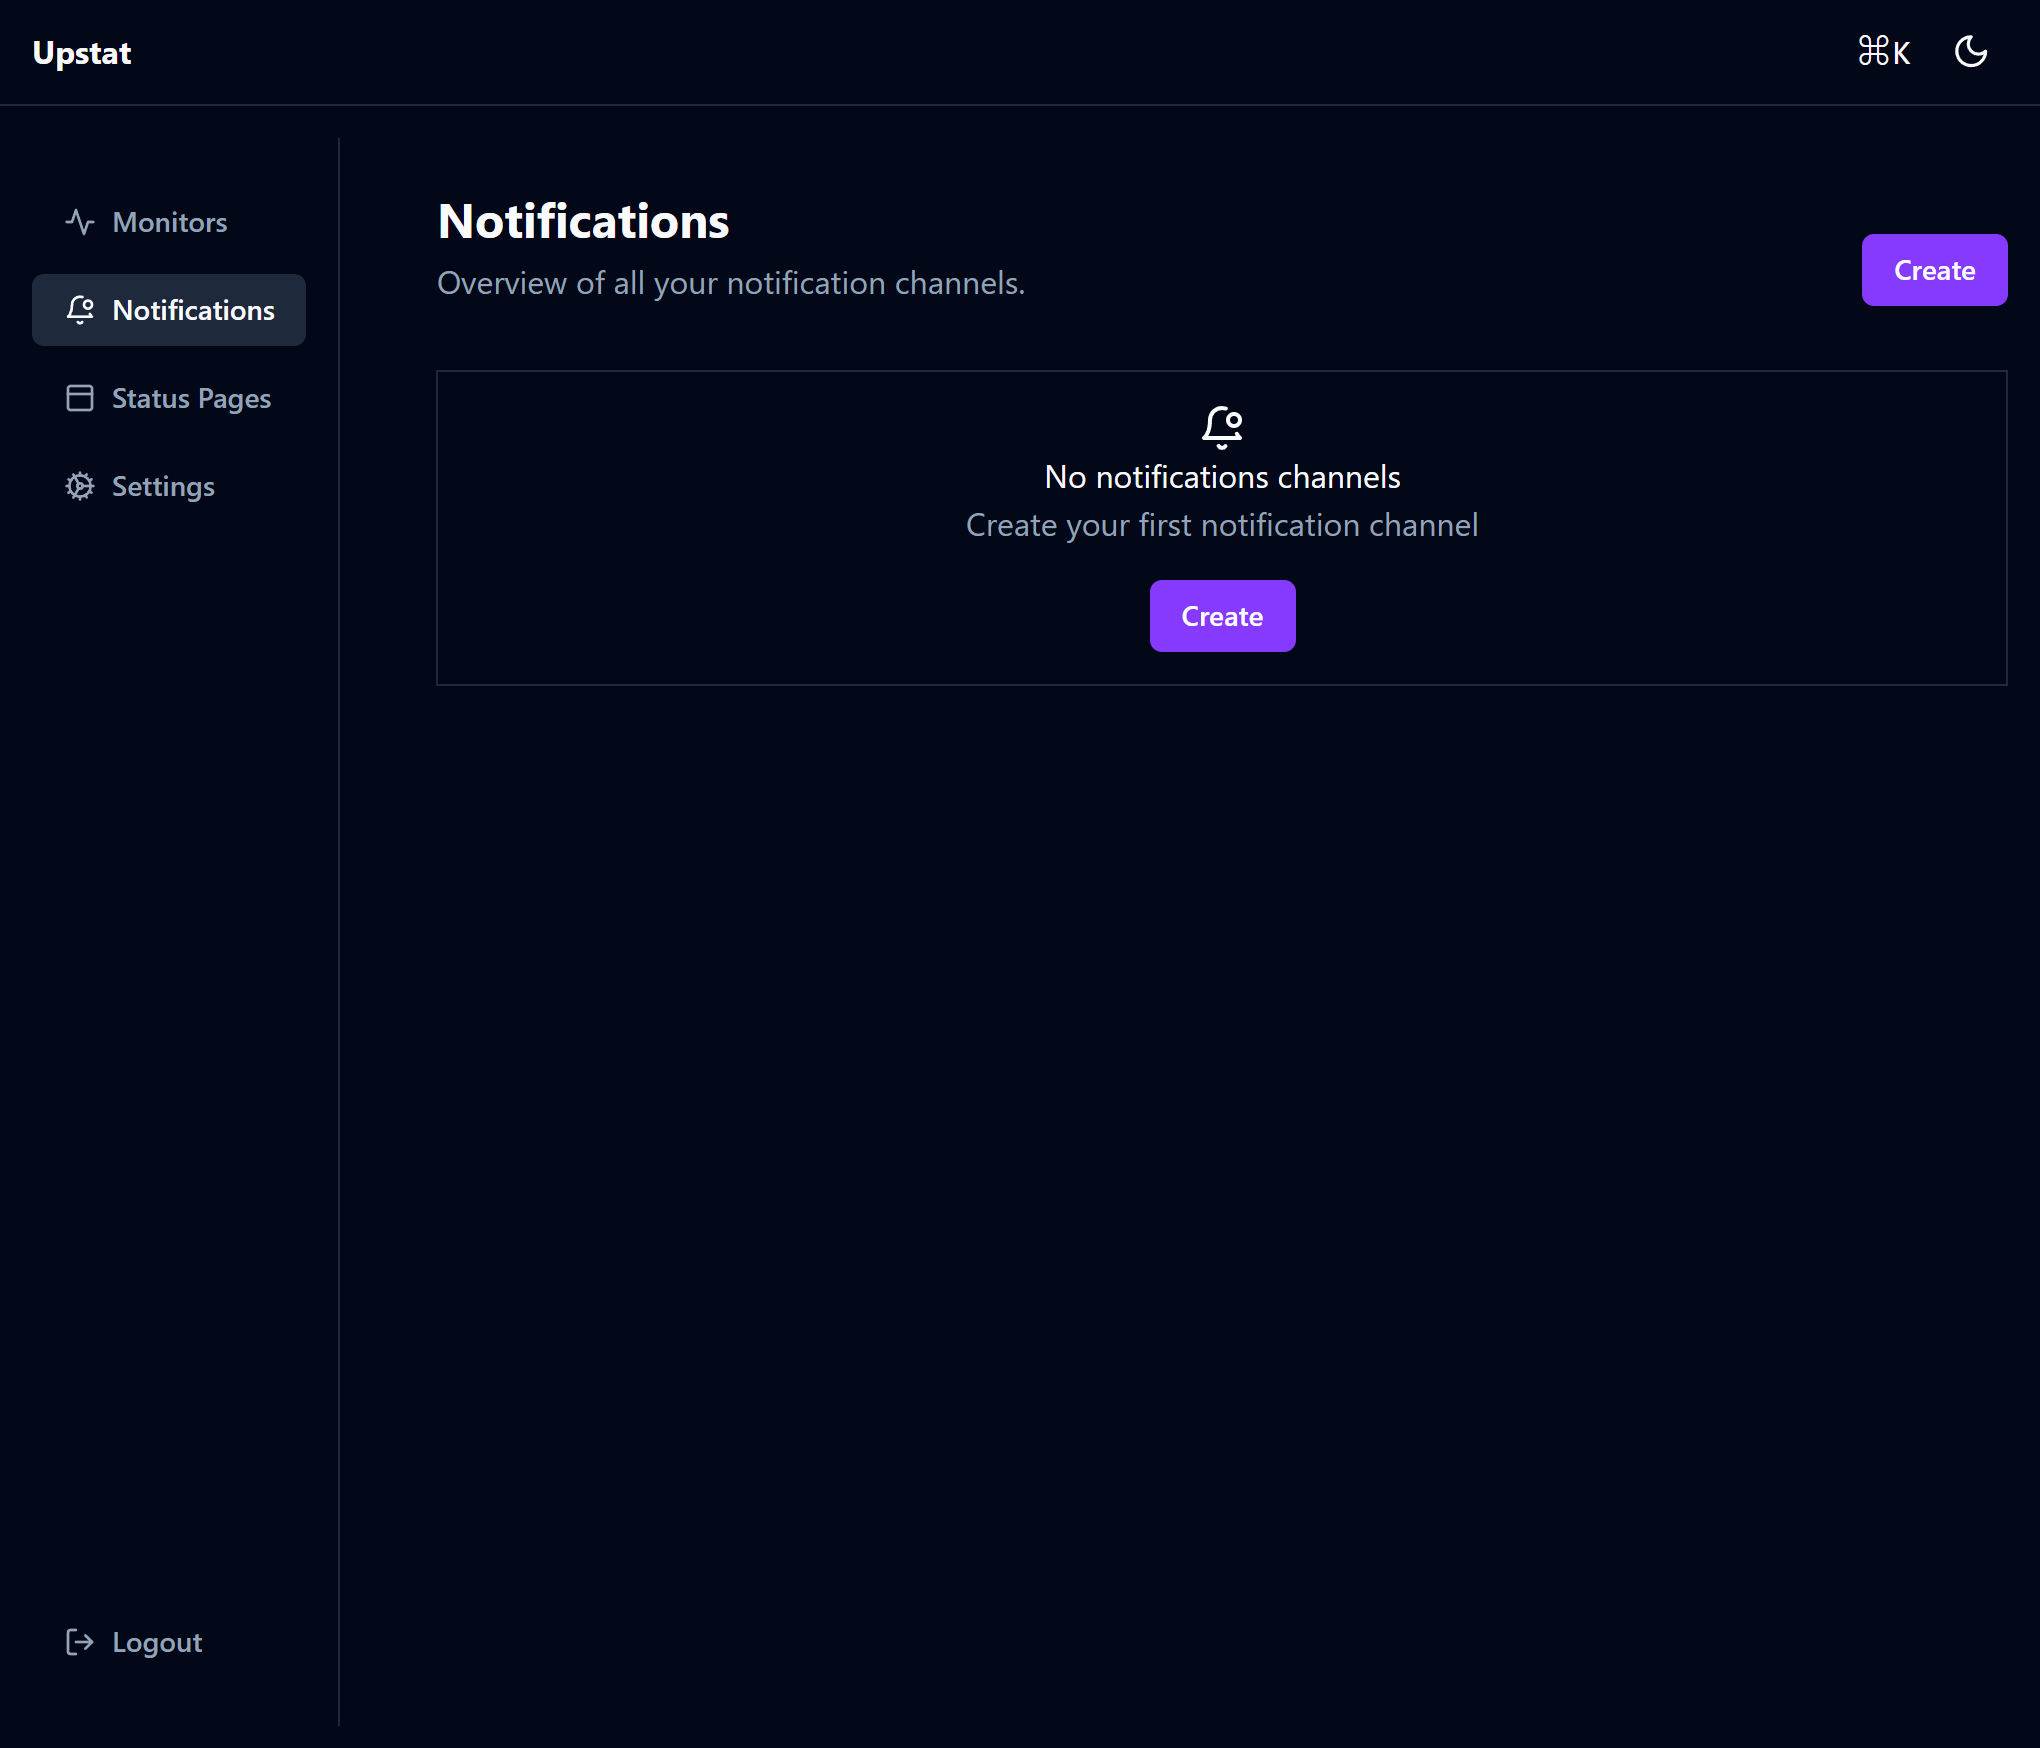 Upstat
⌘K
Monitors
Notifications
Status Pages
Settings
Logout
Notifications
Overview of all your notification channels.
Create
No notifications channels
Create your first notification channel
Create